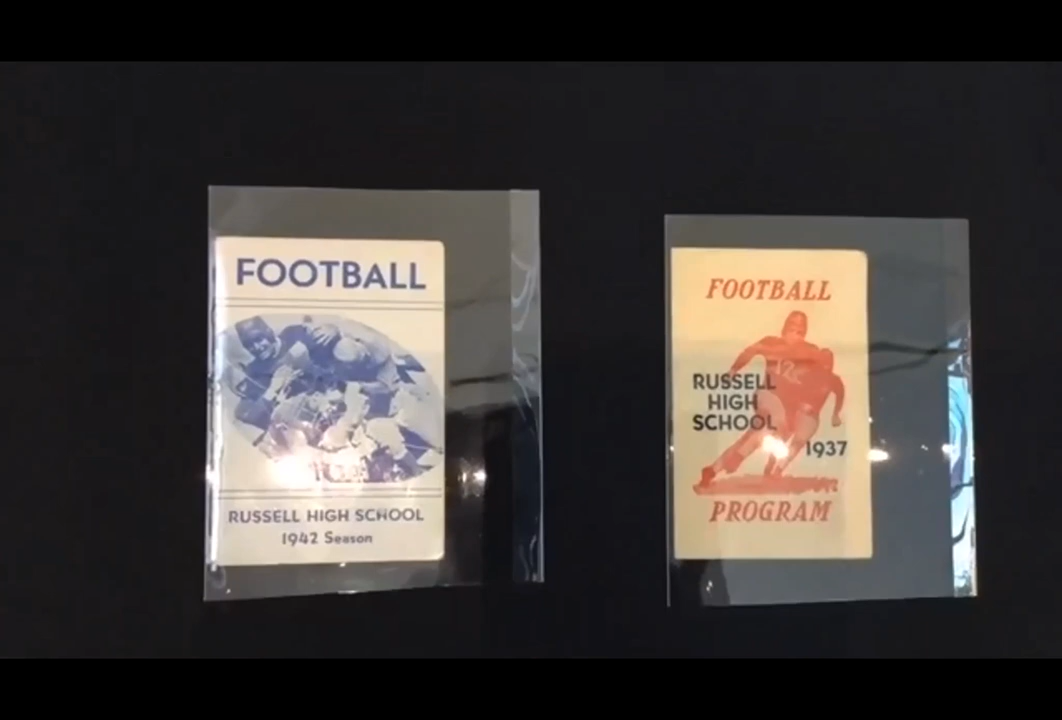 FOOTBALL
RUSSELL HIGH SCHOOL
1942 Season
FOOTBALL
RUSSELL
HIGH
SCHOOL
1937
PROGRAM